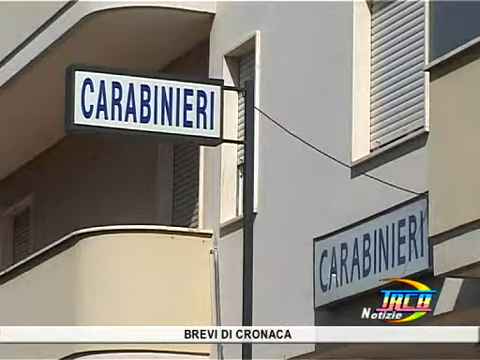 CARABINIERI
CARABINIERI
TRCB
Notizie
BREVI DI CRONACA